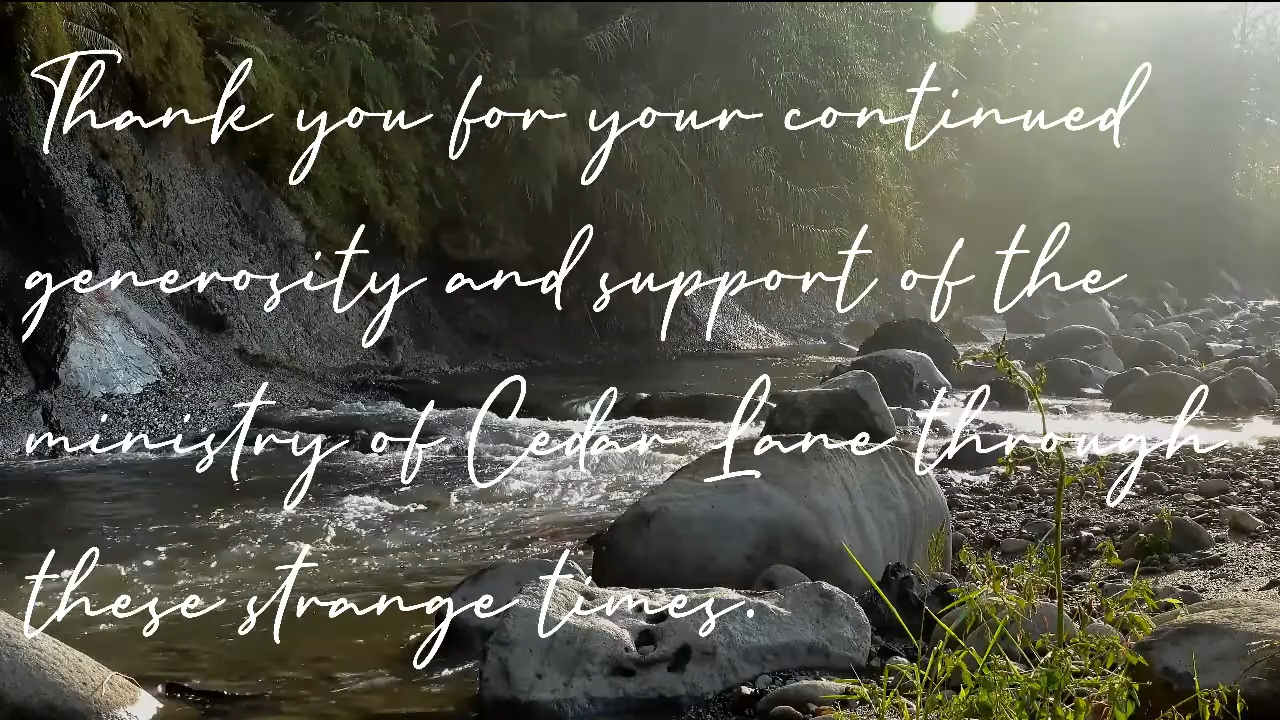 Thank you for your continued
generosity and support of the
ministry of Cedar Lane through
these strange times.